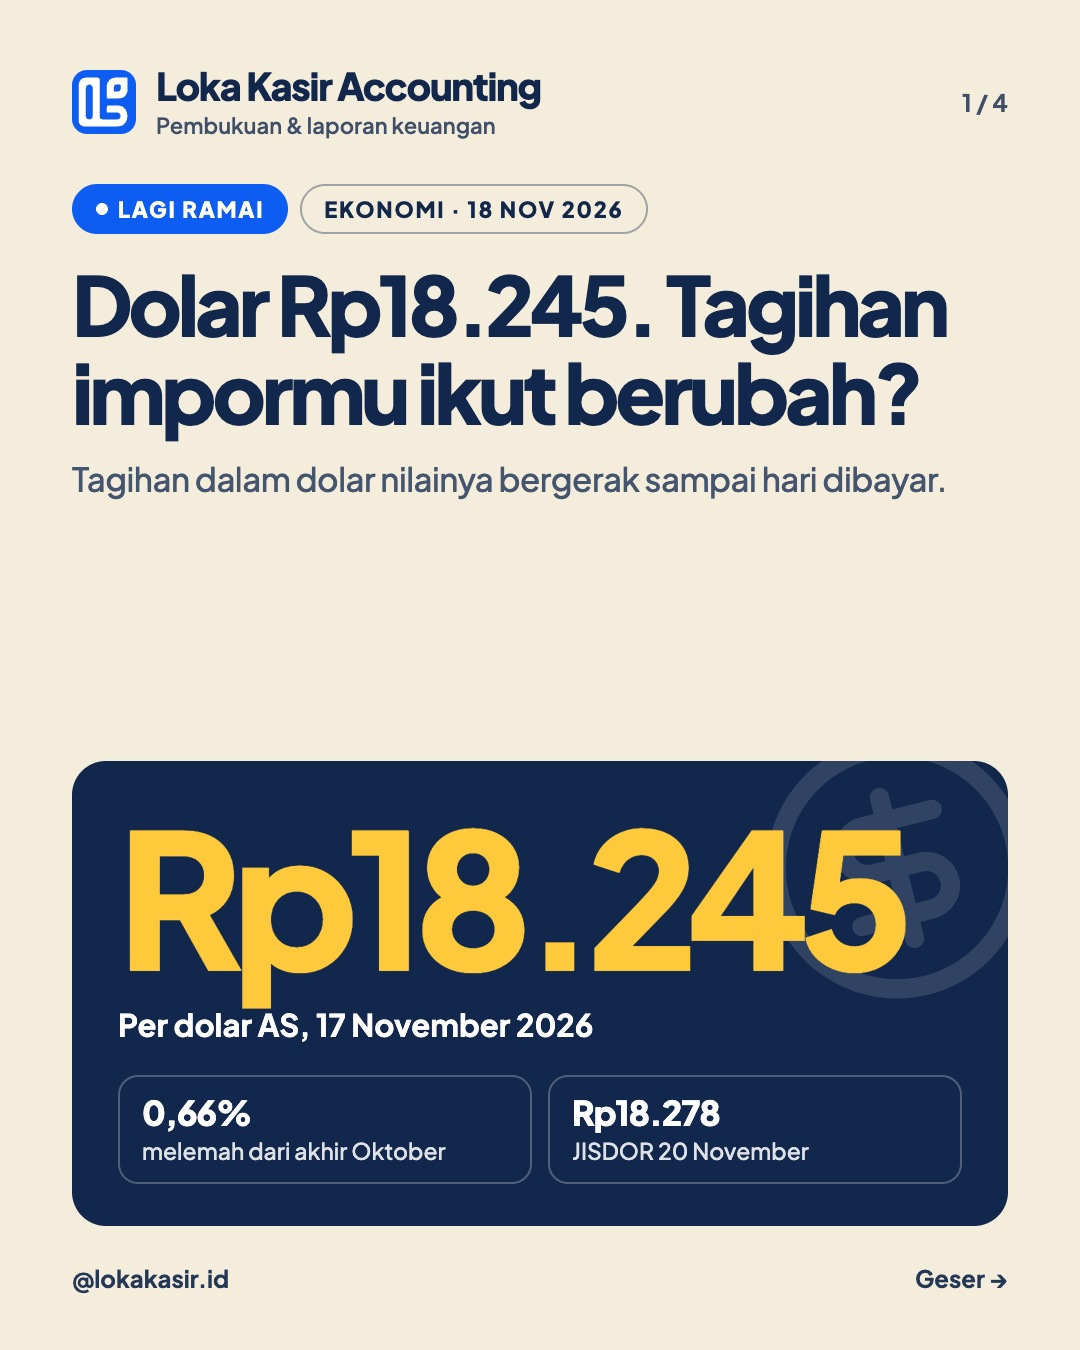 Loka Kasir Accounting
Pembukuan & laporan keuangan
1 / 4
LAGI RAMAI
EKONOMI · 18 NOV 2026
Dolar Rp18.245. Tagihan
impormu ikut berubah?
Tagihan dalam dolar nilainya bergerak sampai hari dibayar.
Rp18.245
Per dolar AS, 17 November 2026
0,66%
melemah dari akhir Oktober
Rp18.278
JISDOR 20 November
@lokakasir.id
Geser →